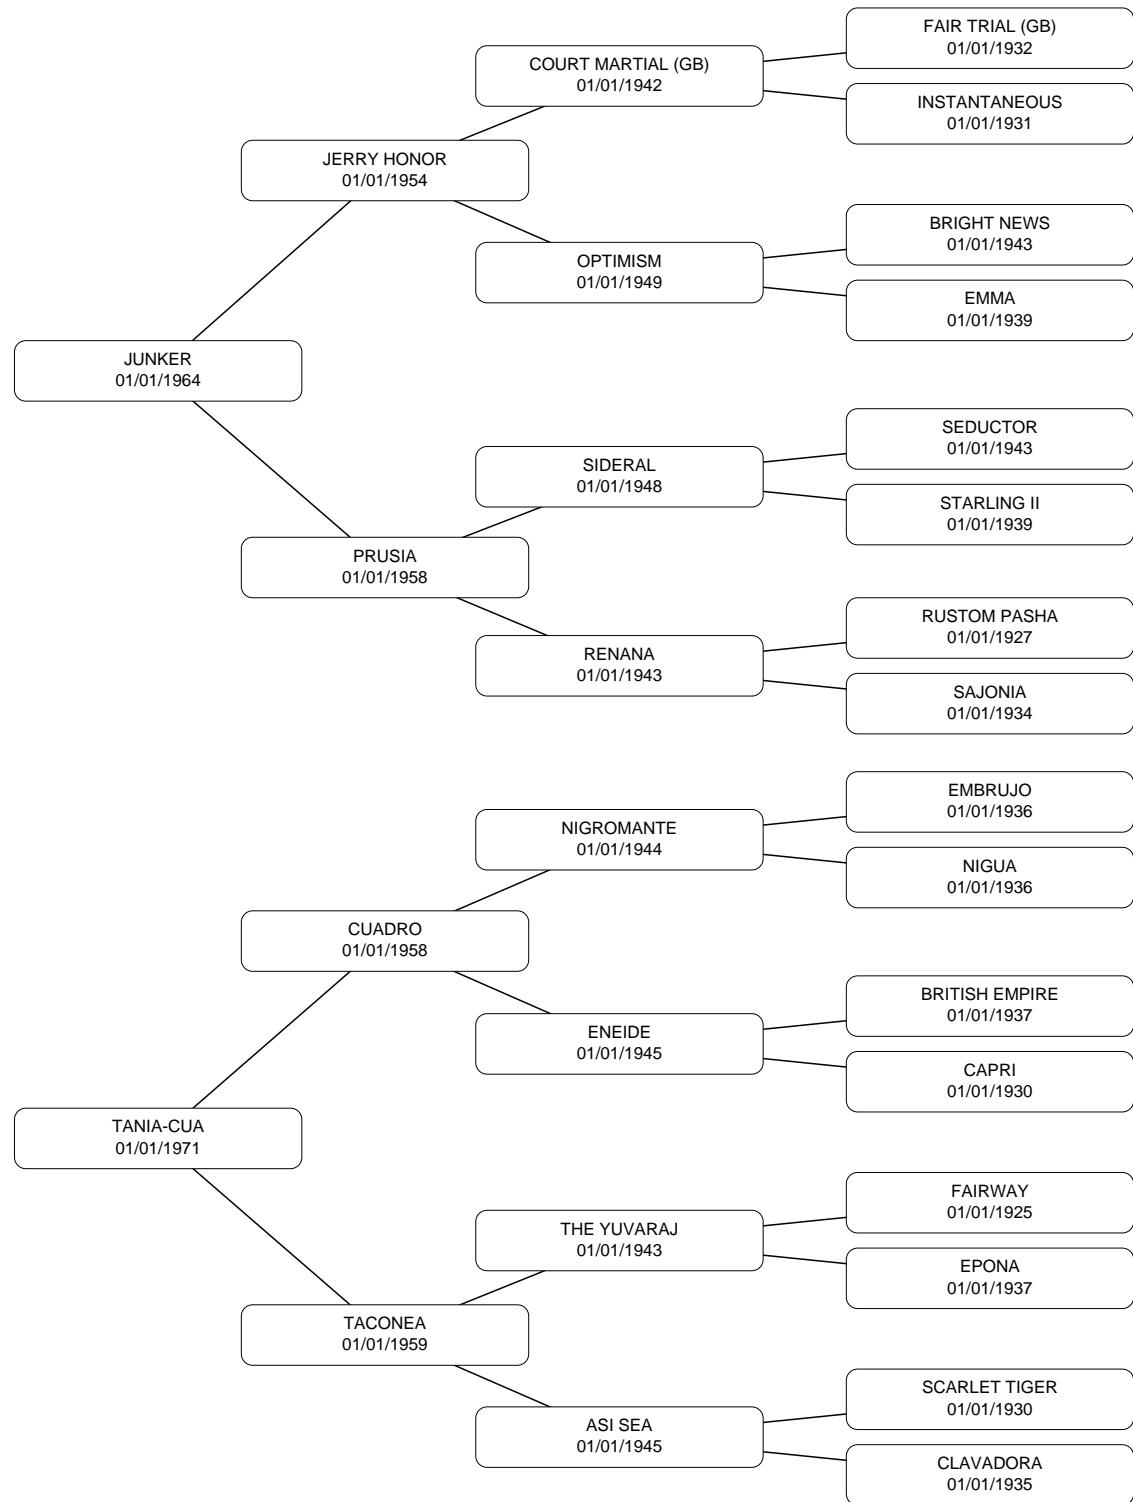 FAIR TRIAL (GB)
01/01/1932
COURT MARTIAL (GB)
01/01/1942
INSTANTANEOUS
01/01/1931
JERRY HONOR
01/01/1954
BRIGHT NEWS
01/01/1943
OPTIMISM
01/01/1949
EMMA
01/01/1939
JUNKER
01/01/1964
SEDUCTOR
01/01/1943
SIDERAL
01/01/1948
STARLING II
01/01/1939
PRUSIA
01/01/1958
RUSTOM PASHA
01/01/1927
RENANA
01/01/1943
SAJONIA
01/01/1934
EMBRUJO
01/01/1936
NIGROMANTE
01/01/1944
NIGUA
01/01/1936
CUADRO
01/01/1958
BRITISH EMPIRE
01/01/1937
ENEIDE
01/01/1945
CAPRI
01/01/1930
TANIA-CUA
01/01/1971
FAIRWAY
01/01/1925
THE YUVARAJ
01/01/1943
EPONA
01/01/1937
TACONEA
01/01/1959
SCARLET TIGER
01/01/1930
ASI SEA
01/01/1945
CLAVADORA
01/01/1935